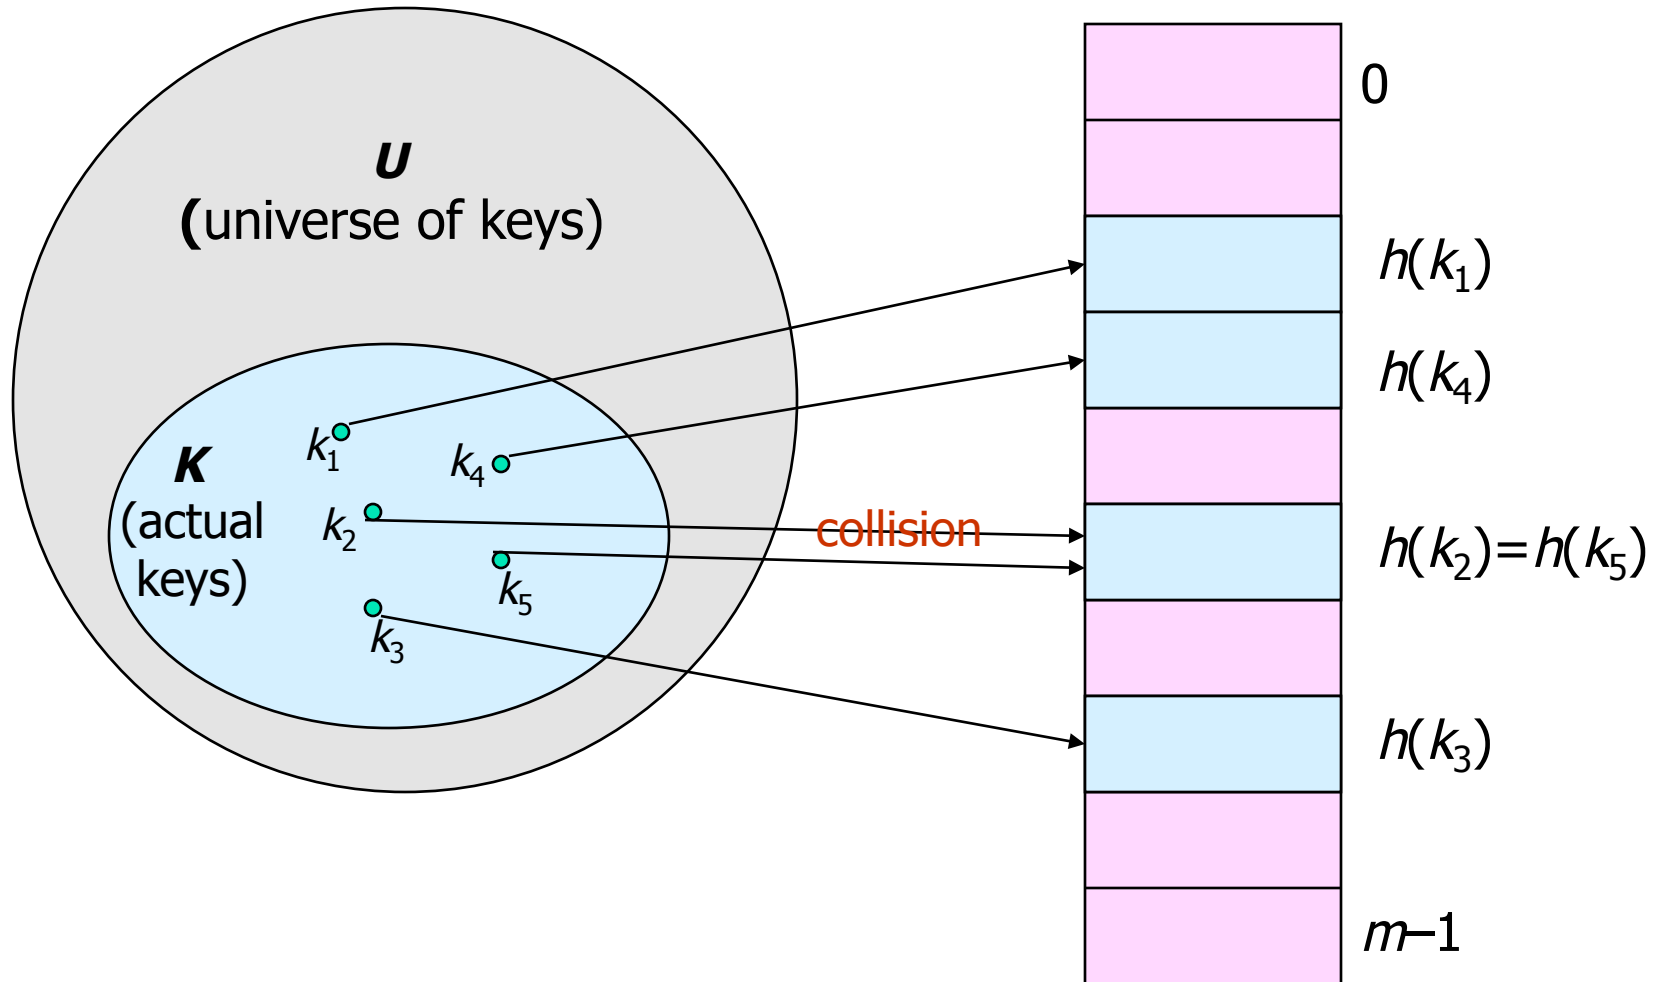 U
(universe of keys)
K
(actual
keys)
k₁
k₄
k₂
k₅
k₃
collision
0
h(k₁)
h(k₄)
h(k₂)=h(k₅)
h(k₃)
m–1